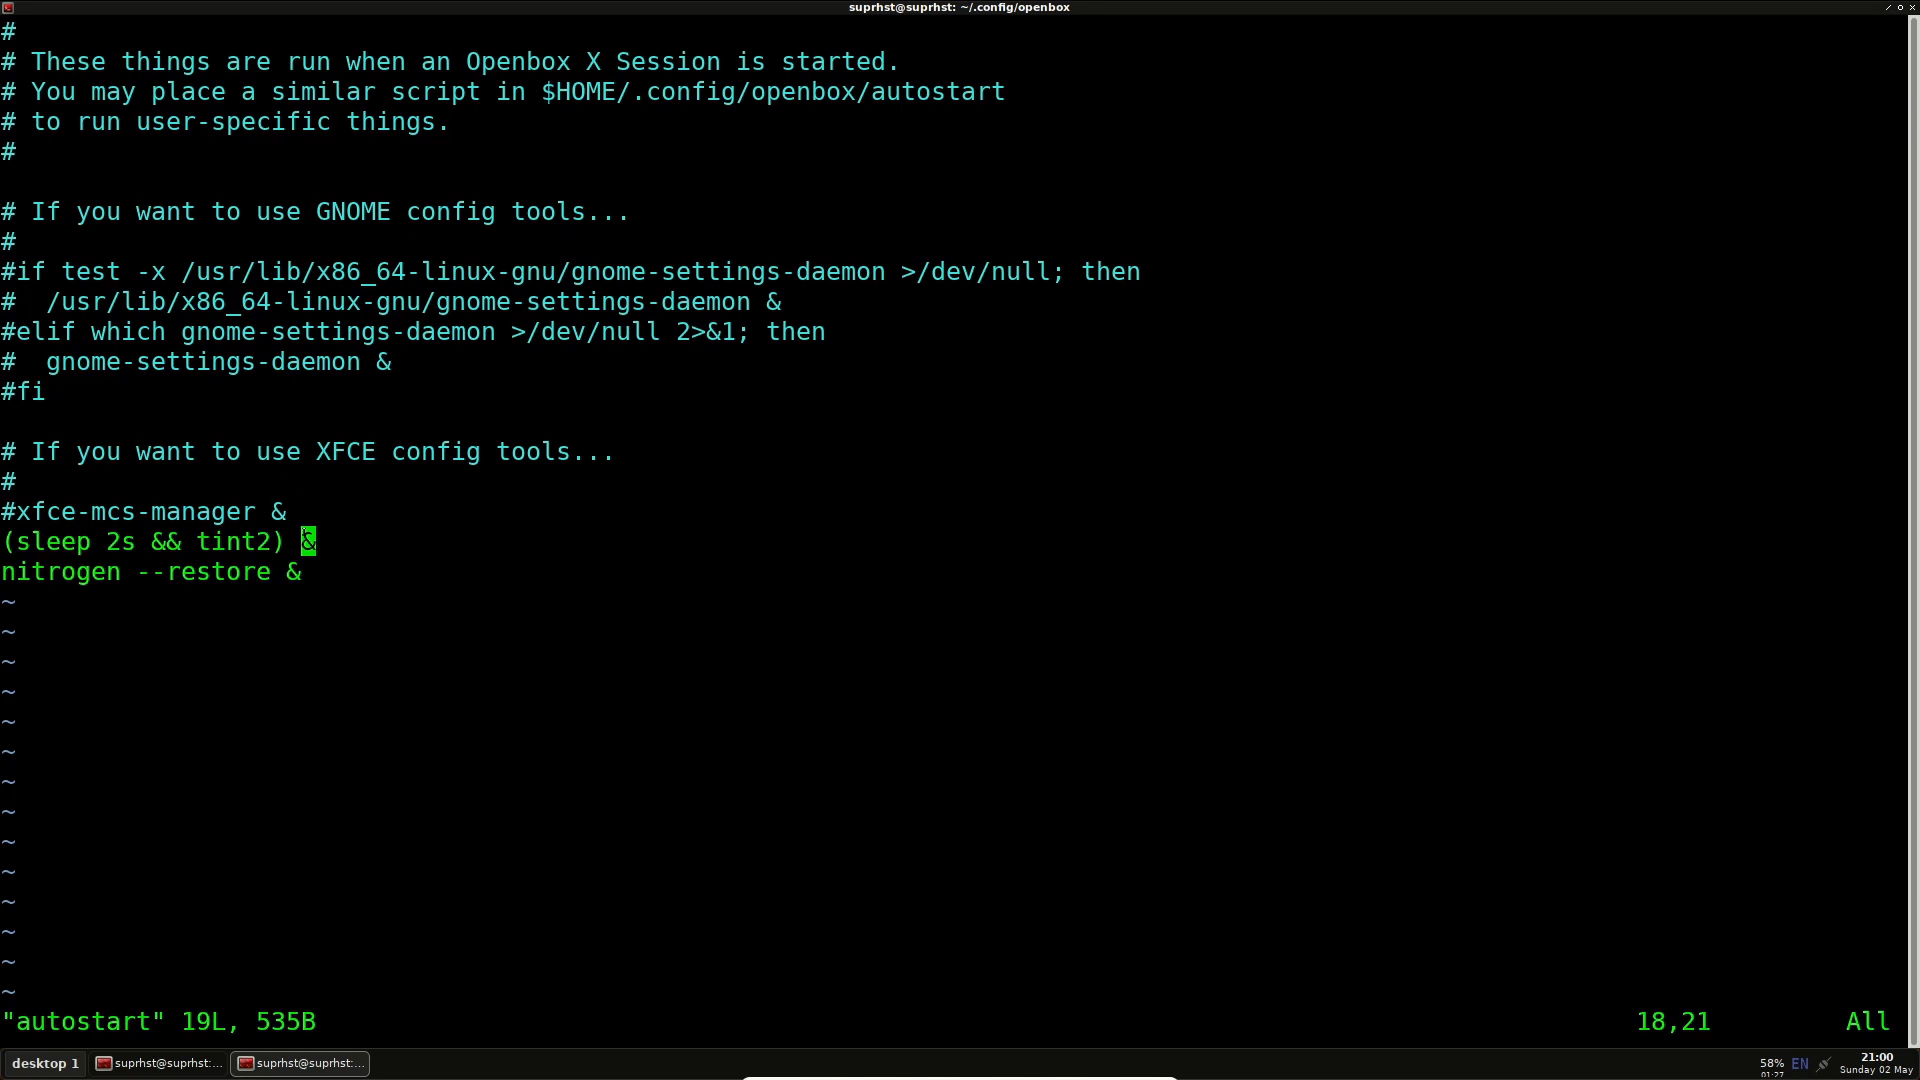 suprhst@suprhst: ~/.config/openbox
#
# These things are run when an Openbox X Session is started.
# You may place a similar script in $HOME/.config/openbox/autostart
# to run user-specific things.
#
# If you want to use GNOME config tools...
#
#if test -x /usr/lib/x86_64-linux-gnu/gnome-settings-daemon >/dev/null; then
#  /usr/lib/x86_64-linux-gnu/gnome-settings-daemon &
#elif which gnome-settings-daemon >/dev/null 2>&1; then
#  gnome-settings-daemon &
#fi
# If you want to use XFCE config tools...
#
#xfce-mcs-manager &
(sleep 2s && tint2) &
nitrogen --restore &
~
~
~
~
~
~
~
~
~
~
~
~
~
~
"autostart" 19L, 535B 18,21 All
desktop 1 suprhst@suprhst:... suprhst@suprhst:... 58% EN 21:00
01:27 Sunday 02 May